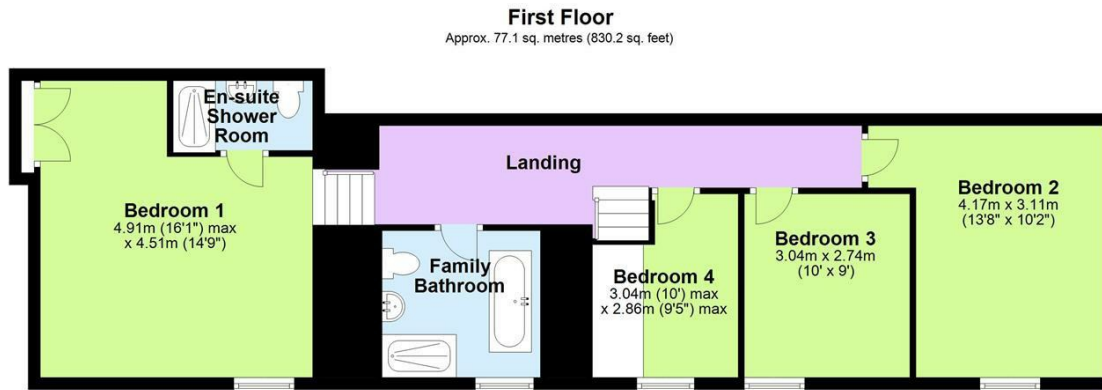 First Floor
Approx. 77.1 sq. metres (830.2 sq. feet)
En-suite
Shower
Room
Landing
Bedroom 1
4.91m (16'1") max
x 4.51m (14'9")
Bedroom 2
4.17m x 3.11m
(13'8" x 10'2")
Family
Bathroom
Bedroom 4
3.04m (10') max
x 2.86m (9'5") max
Bedroom 3
3.04m x 2.74m
(10' x 9')